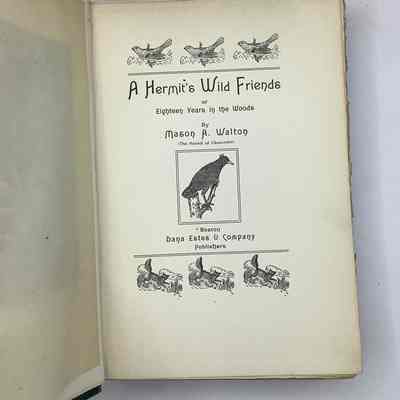 A Hermit's Wild Friends
or
Eighteen Years in the Woods
By
Mason A. Walton
(The Hermit of Gloucester)
Boston
Dana Estes & Company
Publishers